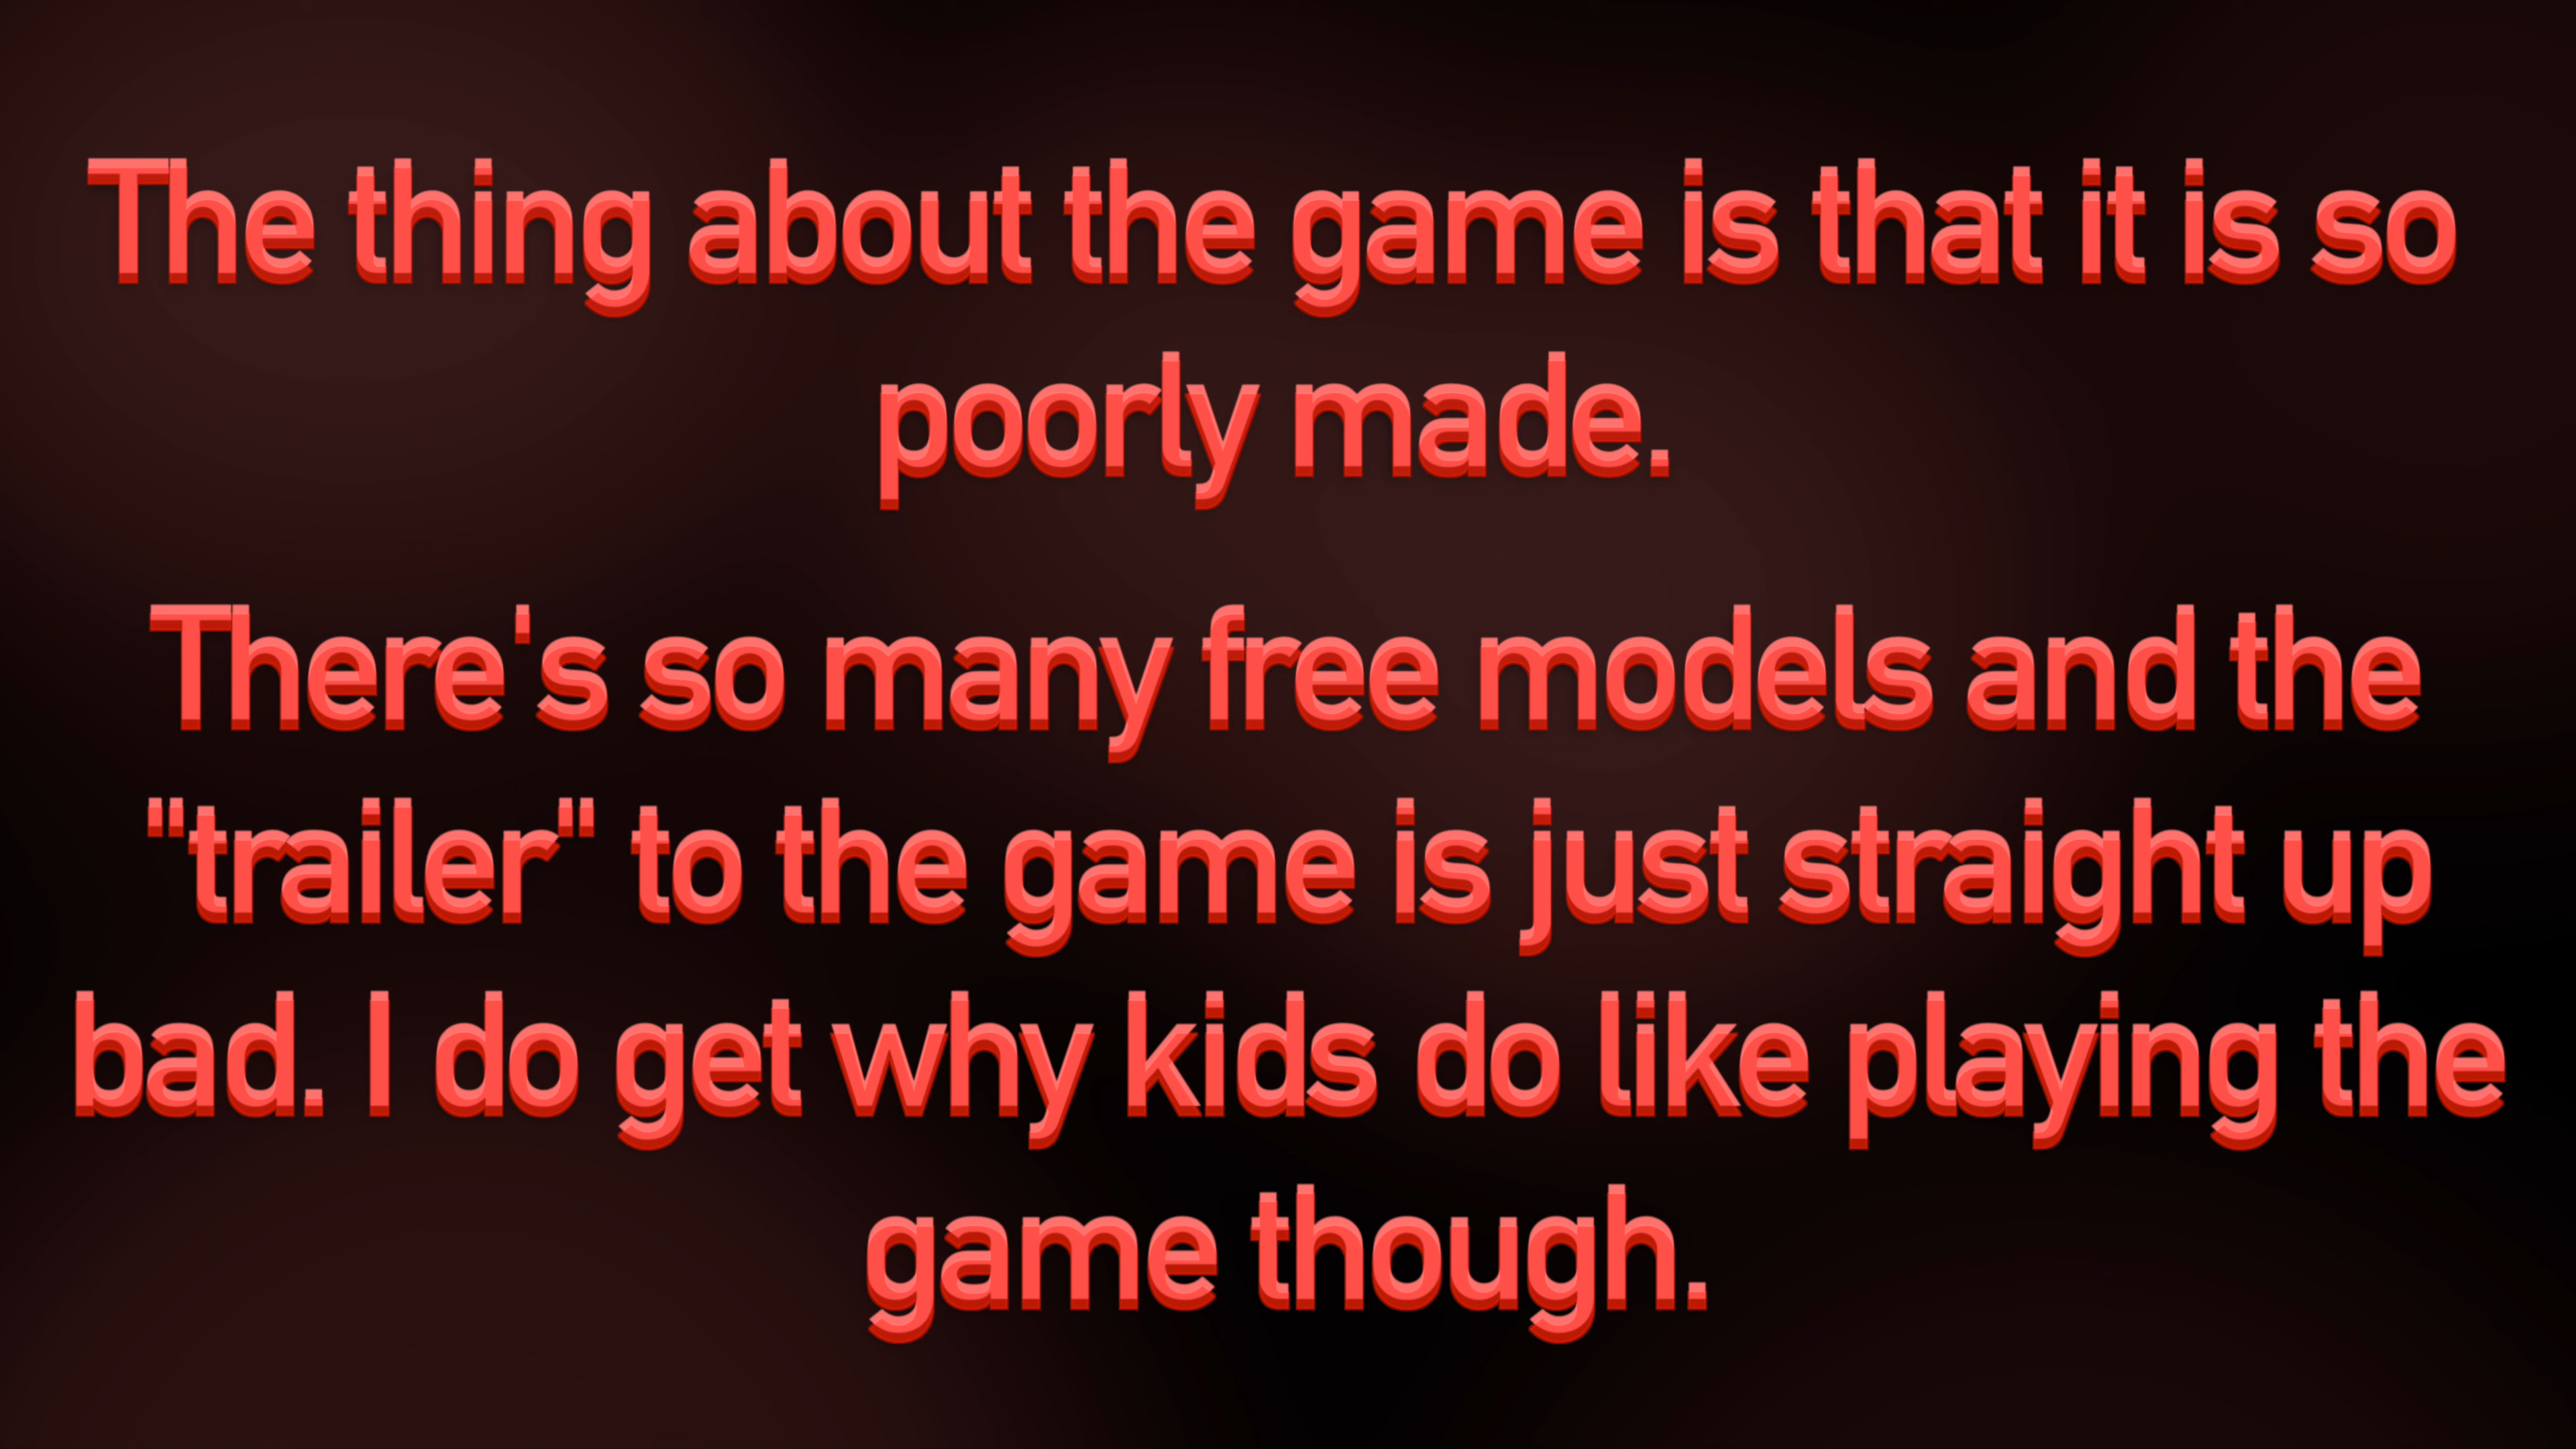 The thing about the game is that it is so
poorly made.
There's so many free models and the
"trailer" to the game is just straight up
bad. I do get why kids do like playing the
game though.